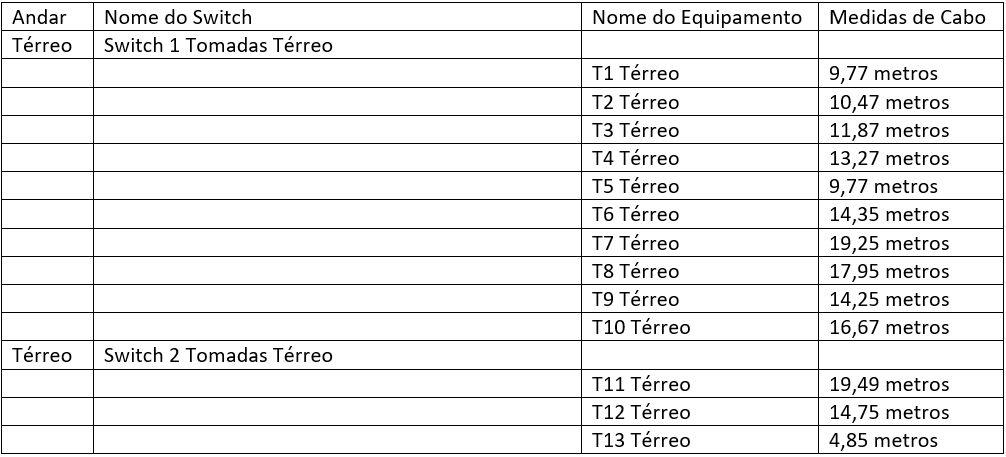 Andar Nome do Switch Nome do Equipamento Medidas de Cabo
Térreo Switch 1 Tomadas Térreo
T1 Térreo 9,77 metros
T2 Térreo 10,47 metros
T3 Térreo 11,87 metros
T4 Térreo 13,27 metros
T5 Térreo 9,77 metros
T6 Térreo 14,35 metros
T7 Térreo 19,25 metros
T8 Térreo 17,95 metros
T9 Térreo 14,25 metros
T10 Térreo 16,67 metros
Térreo Switch 2 Tomadas Térreo
T11 Térreo 19,49 metros
T12 Térreo 14,75 metros
T13 Térreo 4,85 metros